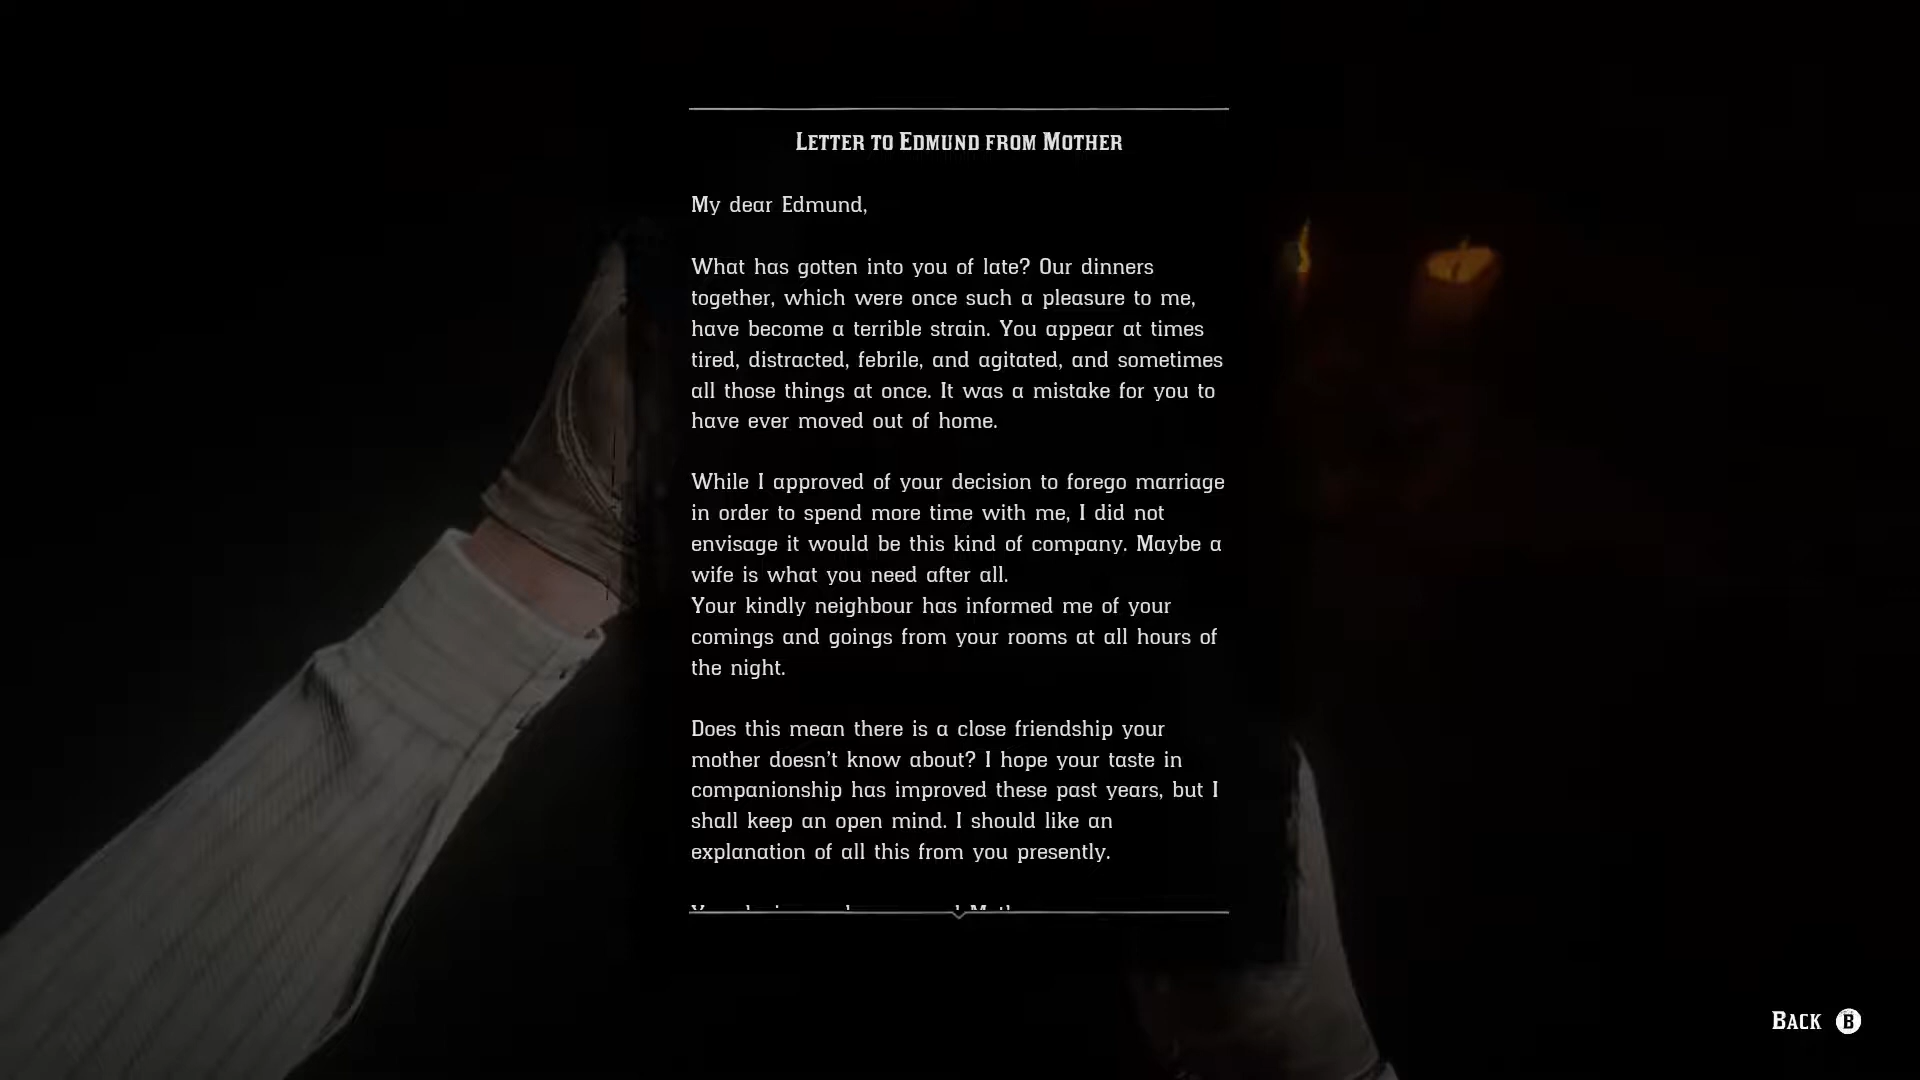 Letter to Edmund from Mother
My dear Edmund,
What has gotten into you of late? Our dinners
together, which were once such a pleasure to me,
have become a terrible strain. You appear at times
tired, distracted, febrile, and agitated, and sometimes
all those things at once. It was a mistake for you to
have ever moved out of home.
While I approved of your decision to forego marriage
in order to spend more time with me, I did not
envisage it would be this kind of company. Maybe a
wife is what you need after all.
Your kindly neighbour has informed me of your
comings and goings from your rooms at all hours of
the night.
Does this mean there is a close friendship your
mother doesn't know about? I hope your taste in
companionship has improved these past years, but I
shall keep an open mind. I should like an
explanation of all this from you presently.
Back B